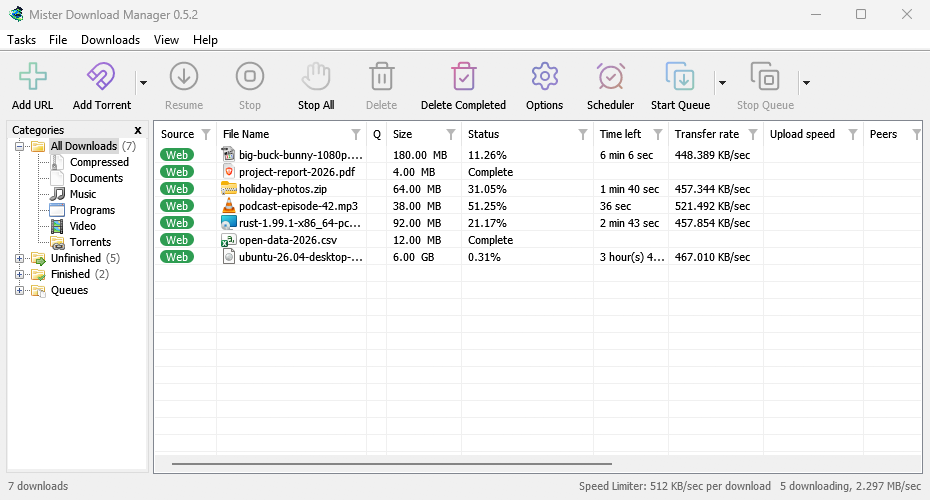 Mister Download Manager 0.5.2
Tasks File Downloads View Help
Add URL Add Torrent Resume Stop Stop All Delete Delete Completed Options Scheduler Start Queue Stop Queue
Categories x
All Downloads (7)
Compressed
Documents
Music
Programs
Video
Torrents
Unfinished (5)
Finished (2)
Queues
Source File Name Q Size Status Time left Transfer rate Upload speed Peers
Web big-buck-bunny-1080p.... 180.00 MB 11.26% 6 min 6 sec 448.389 KB/sec
Web project-report-2026.pdf 4.00 MB Complete
Web holiday-photos.zip 64.00 MB 31.05% 1 min 40 sec 457.344 KB/sec
Web podcast-episode-42.mp3 38.00 MB 51.25% 36 sec 521.492 KB/sec
Web rust-1.99.1-x86_64-pc... 92.00 MB 21.17% 2 min 43 sec 457.854 KB/sec
Web open-data-2026.csv 12.00 MB Complete
Web ubuntu-26.04-desktop-... 6.00 GB 0.31% 3 hour(s) 4... 467.010 KB/sec
7 downloads Speed Limiter: 512 KB/sec per download 5 downloading, 2.297 MB/sec